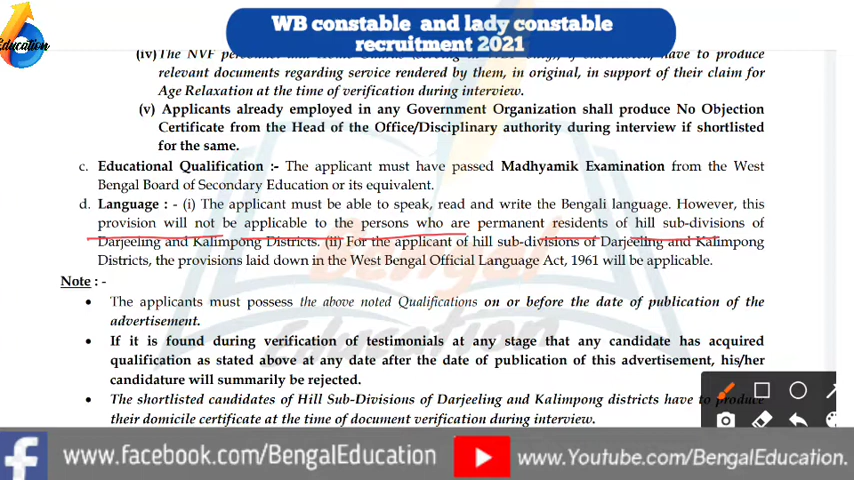 WB constable and lady constable
recruitment 2021
Education
(iv) The NVF have to produce
relevant documents regarding service rendered by them, in original, in support of their claim for
Age Relaxation at the time of verification during interview.
(v) Applicants already employed in any Government Organization shall produce No Objection
Certificate from the Head of the Office/Disciplinary authority during interview if shortlisted
for the same.
c. Educational Qualification :- The applicant must have passed Madhyamik Examination from the West
Bengal Board of Secondary Education or its equivalent.
d. Language : - (i) The applicant must be able to speak, read and write the Bengali language. However, this
provision will not be applicable to the persons who are permanent residents of hill sub-divisions of
Darjeeling and Kalimpong Districts. (ii) For the applicant of hill sub-divisions of Darjeeling and Kalimpong
Districts, the provisions laid down in the West Bengal Official Language Act, 1961 will be applicable.
Note : -
• The applicants must possess the above noted Qualifications on or before the date of publication of the
advertisement.
• If it is found during verification of testimonials at any stage that any candidate has acquired
qualification as stated above at any date after the date of publication of this advertisement, his/her
candidature will summarily be rejected.
• The shortlisted candidates of Hill Sub-Divisions of Darjeeling and Kalimpong districts have to produce
their domicile certificate at the time of document verification during interview.
Bengal
Education
www.facebook.com/BengalEducation
www.Youtube.com/BengalEducation.